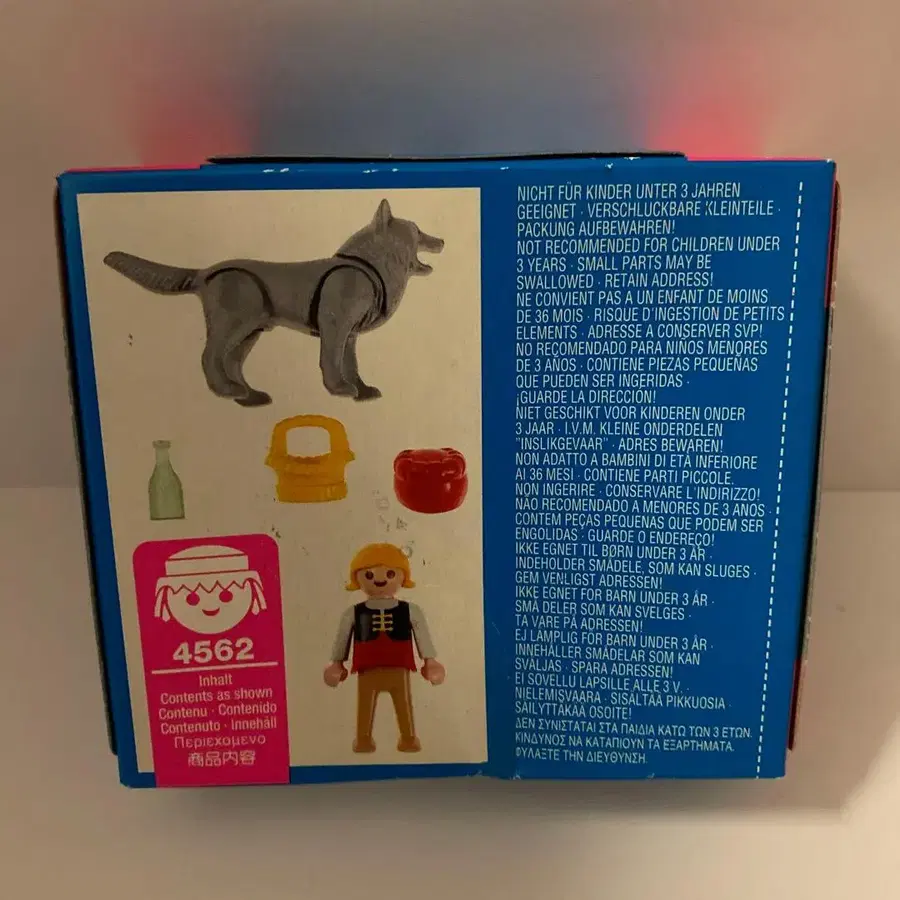 4562
Inhalt
Contents as shown
Contenu · Contenido
Contenuto · Innehåll
Περιεχομενο
商品内容
NICHT FÜR KINDER UNTER 3 JAHREN
GEEIGNET · VERSCHLUCKBARE KLEINTEILE ·
PACKUNG AUFBEWAHREN!
NOT RECOMMENDED FOR CHILDREN UNDER
3 YEARS · SMALL PARTS MAY BE
SWALLOWED · RETAIN ADDRESS!
NE CONVIENT PAS A UN ENFANT DE MOINS
DE 36 MOIS · RISQUE D'INGESTION DE PETITS
ELEMENTS · ADRESSE A CONSERVER SVP!
NO RECOMENDADO PARA NIÑOS MENORES
DE 3 AÑOS · CONTIENE PIEZAS PEQUEÑAS
QUE PUEDEN SER INGERIDAS ·
¡GUARDE LA DIRECCIÓN!
NIET GESCHIKT VOOR KINDEREN ONDER
3 JAAR · I.V.M. KLEINE ONDERDELEN
"INSLIKGEVAAR" · ADRES BEWAREN!
NON ADATTO A BAMBINI DI ETÀ INFERIORE
AI 36 MESI · CONTIENE PARTI PICCOLE.
NON INGERIRE · CONSERVARE L'INDIRIZZO!
NÃO RECOMENDADO A MENORES DE 3 ANOS ·
CONTEM PEÇAS PEQUENAS QUE PODEM SER
ENGOLIDAS · GUARDE O ENDEREÇO!
IKKE EGNET TIL BØRN UNDER 3 ÅR ·
INDEHOLDER SMÅDELE, SOM KAN SLUGES ·
GEM VENLIGST ADRESSEN!
IKKE EGNET FOR BARN UNDER 3 ÅR ·
SMÅ DELER SOM KAN SVELGES ·
TA VARE PÅ ADRESSEN!
EJ LÄMPLIG FÖR BARN UNDER 3 ÅR ·
INNEHÅLLER SMÅDELAR SOM KAN
SVÄLJAS · SPARA ADRESSEN!
· EI SOVELLU LAPSILLE ALLE 3 V. ·
NIELEMISVAARA · SISÄLTÄÄ PIKKUOSIA ·
SÄILYTTÄKÄÄ OSOITE!
ΔΕΝ ΣΥΝΙΣΤΑΤΑΙ ΓΙΑ ΠΑΙΔΙΑ ΚΑΤΩ ΤΩΝ 3 ΕΤΩΝ.
ΚΙΝΔΥΝΟΣ ΝΑ ΚΑΤΑΠΙΟΥΝ ΤΑ ΕΞΑΡΤΗΜΑΤΑ.
ΦΥΛΑΞΤΕ ΤΗΝ ΔΙΕΥΘΥΝΣΗ.